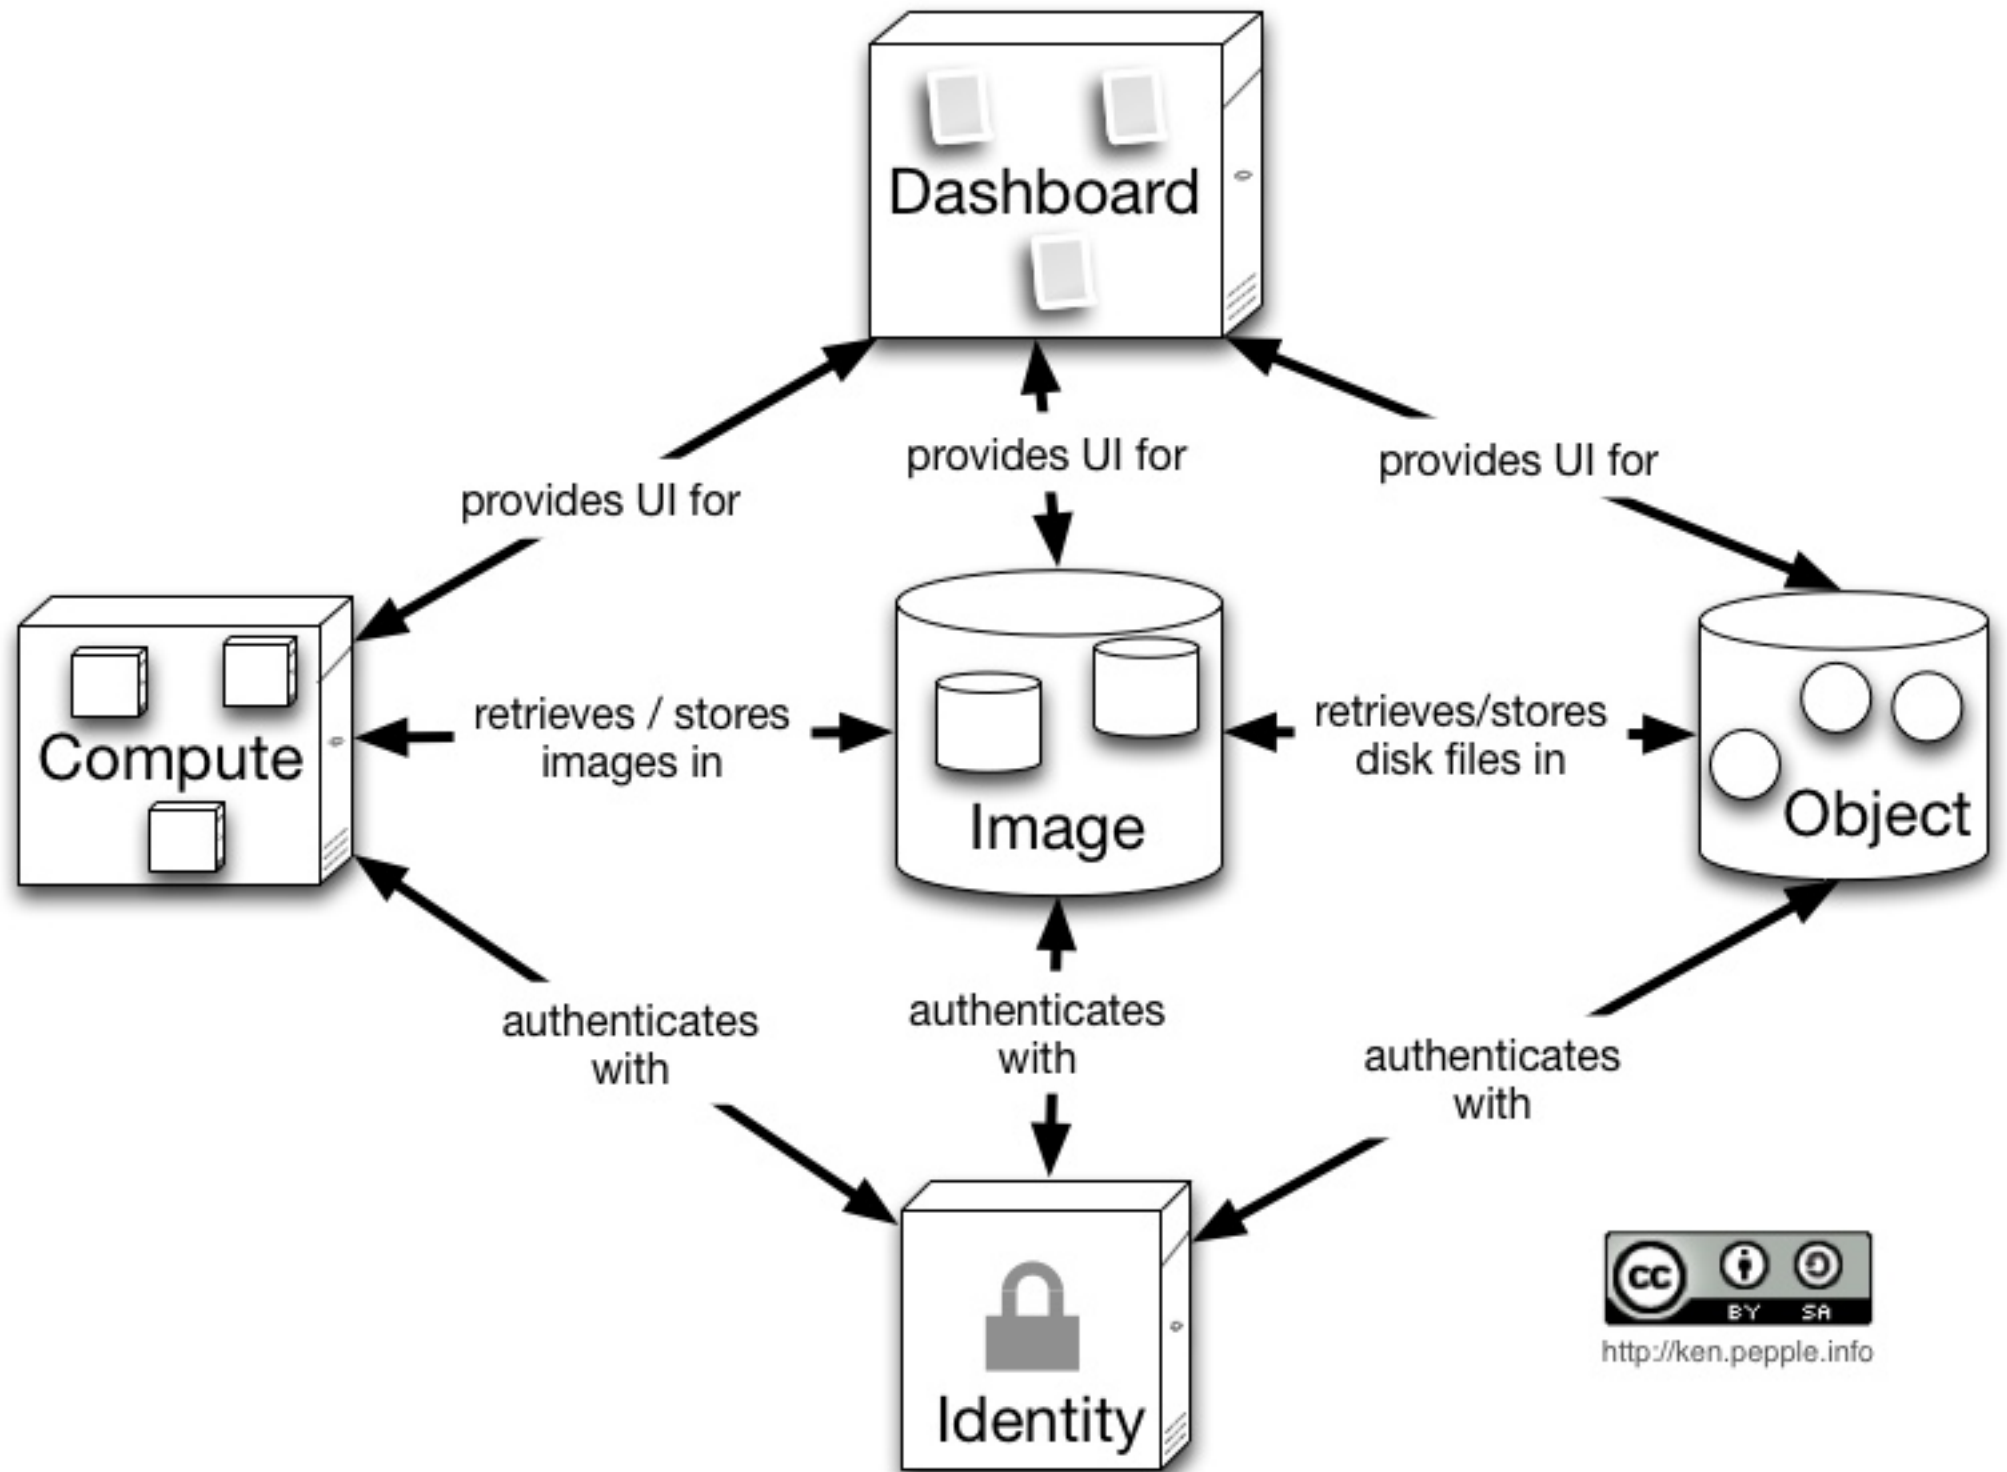 Dashboard
provides UI for
provides UI for
provides UI for
Compute
retrieves / stores
images in
Image
retrieves/stores
disk files in
Object
authenticates
with
authenticates
with
authenticates
with
Identity
cc
BY SA
http://ken.pepple.info